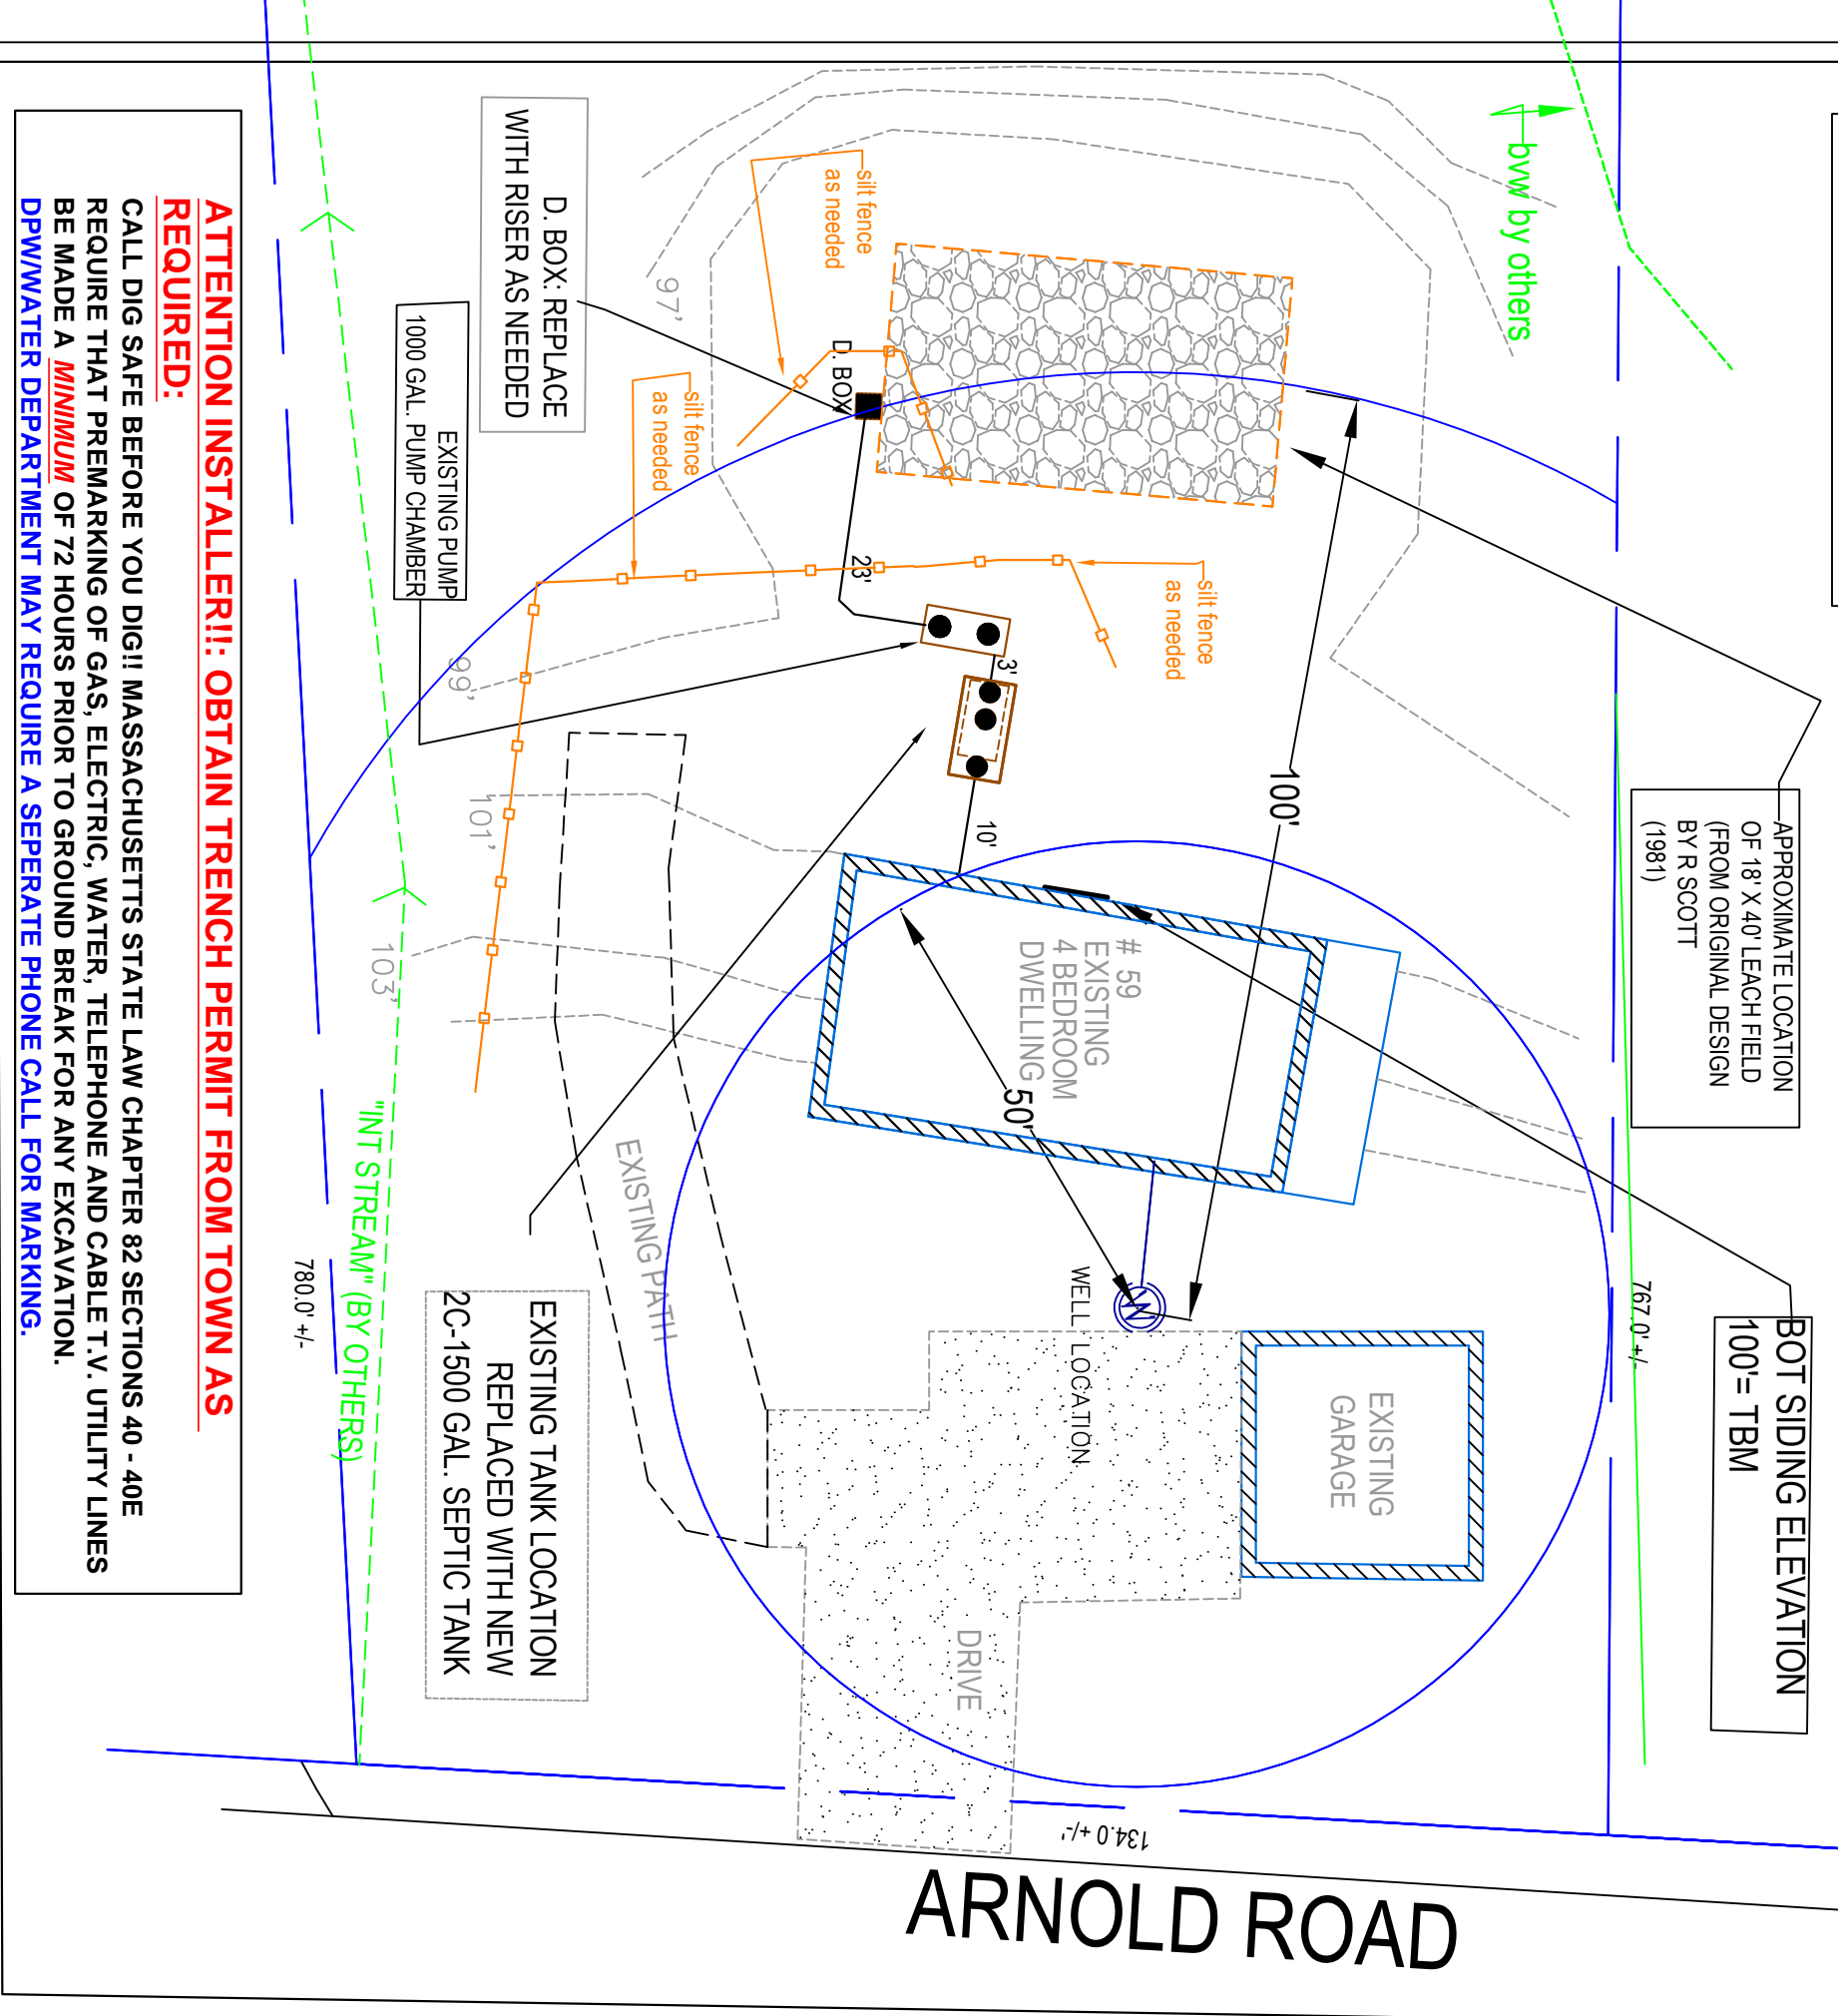 bvw by others
silt fence
as needed
D. BOX: REPLACE
WITH RISER AS NEEDED
97'
D. BOX
silt fence
as needed
EXISTING PUMP
1000 GAL. PUMP CHAMBER
23'
silt fence
as needed
3'
99'
100'
APPROXIMATE LOCATION
OF 18' X 40' LEACH FIELD
(FROM ORIGINAL DESIGN
BY R SCOTT
(1981)
10'
101'
# 59
EXISTING
4 BEDROOM
DWELLING
103'
50'
EXISTING PATH
"INT STREAM" (BY OTHERS)
780.0' +/-
767.0' +/-
WELL LOCATION
W
EXISTING
GARAGE
BOT SIDING ELEVATION
100'= TBM
EXISTING TANK LOCATION
REPLACED WITH NEW
2C-1500 GAL. SEPTIC TANK
DRIVE
134.0 +/-'
ARNOLD ROAD
ATTENTION INSTALLER!!!: OBTAIN TRENCH PERMIT FROM TOWN AS
REQUIRED:
CALL DIG SAFE BEFORE YOU DIG!! MASSACHUSETTS STATE LAW CHAPTER 82 SECTIONS 40 - 40E
REQUIRE THAT PREMARKING OF GAS, ELECTRIC, WATER, TELEPHONE AND CABLE T.V. UTILITY LINES
BE MADE A MINIMUM OF 72 HOURS PRIOR TO GROUND BREAK FOR ANY EXCAVATION.
DPW/WATER DEPARTMENT MAY REQUIRE A SEPERATE PHONE CALL FOR MARKING.